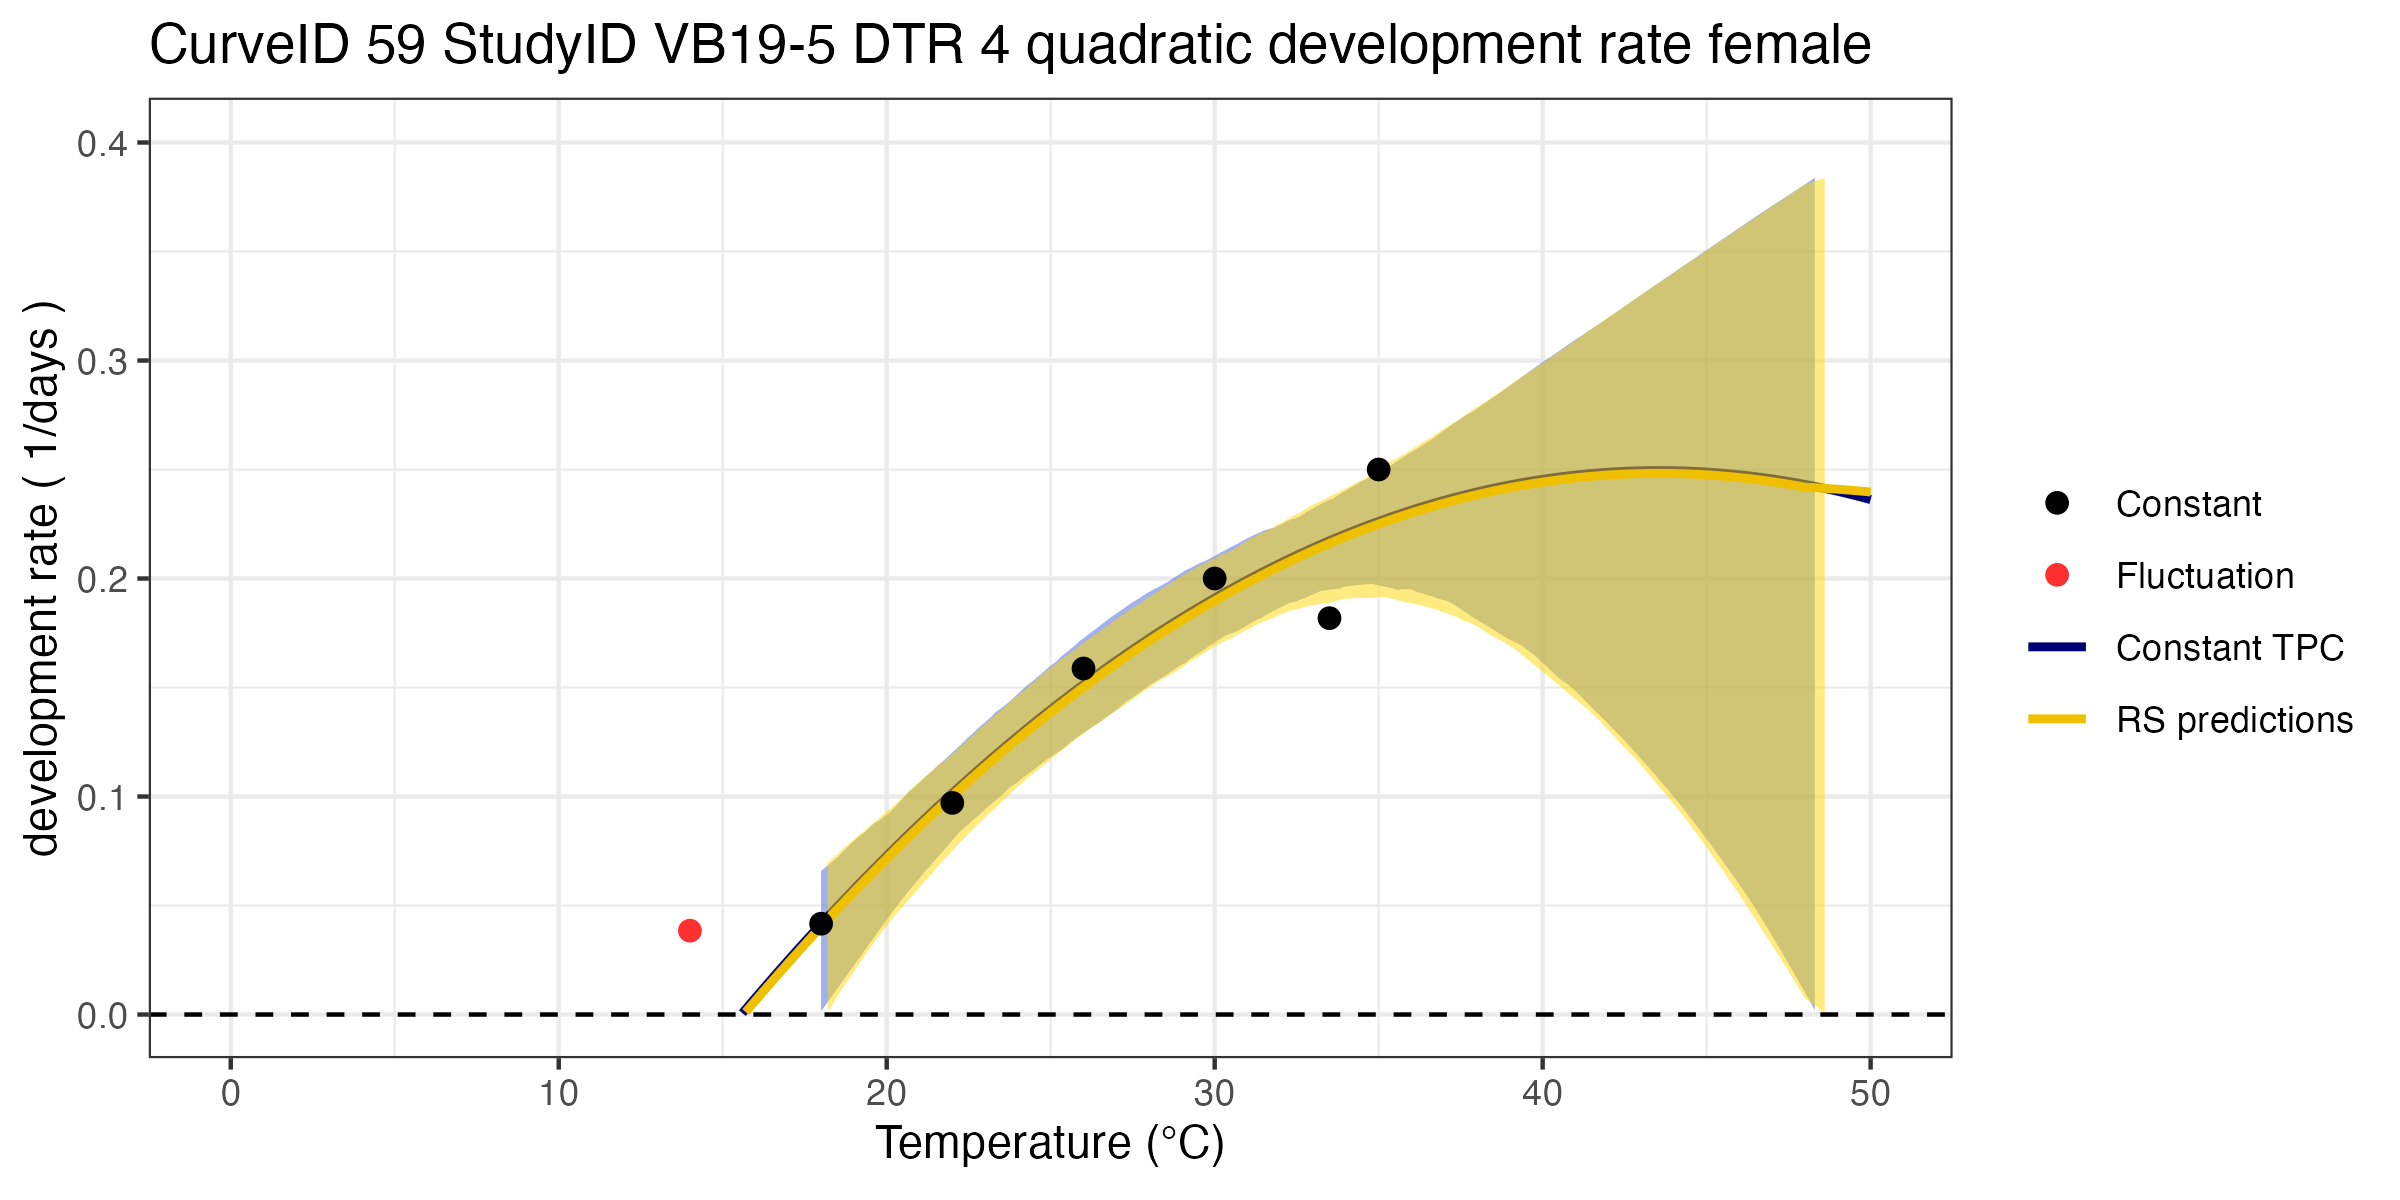 CurveID 59 StudyID VB19-5 DTR 4 quadratic development rate female
development rate ( 1/days )
0.4
0.3
0.2
0.1
0.0
0 10 20 30 40 50
Temperature (°C)
Constant
Fluctuation
Constant TPC
RS predictions